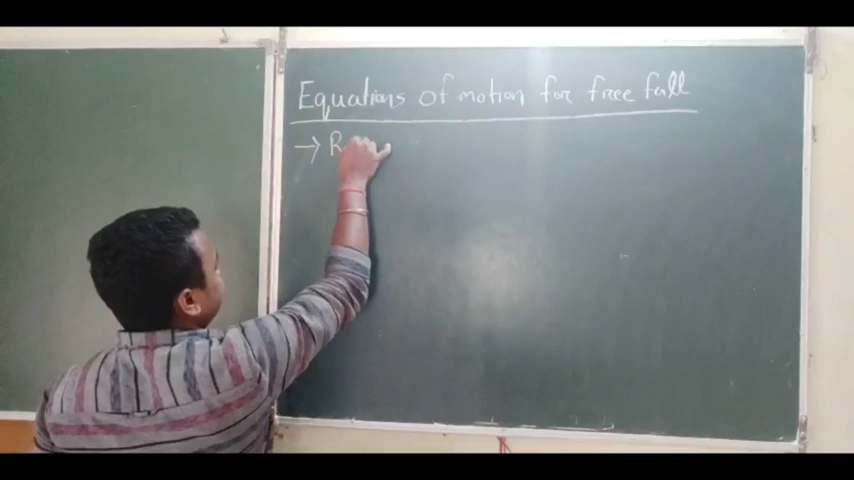 Equations of motion for free fall
→ R